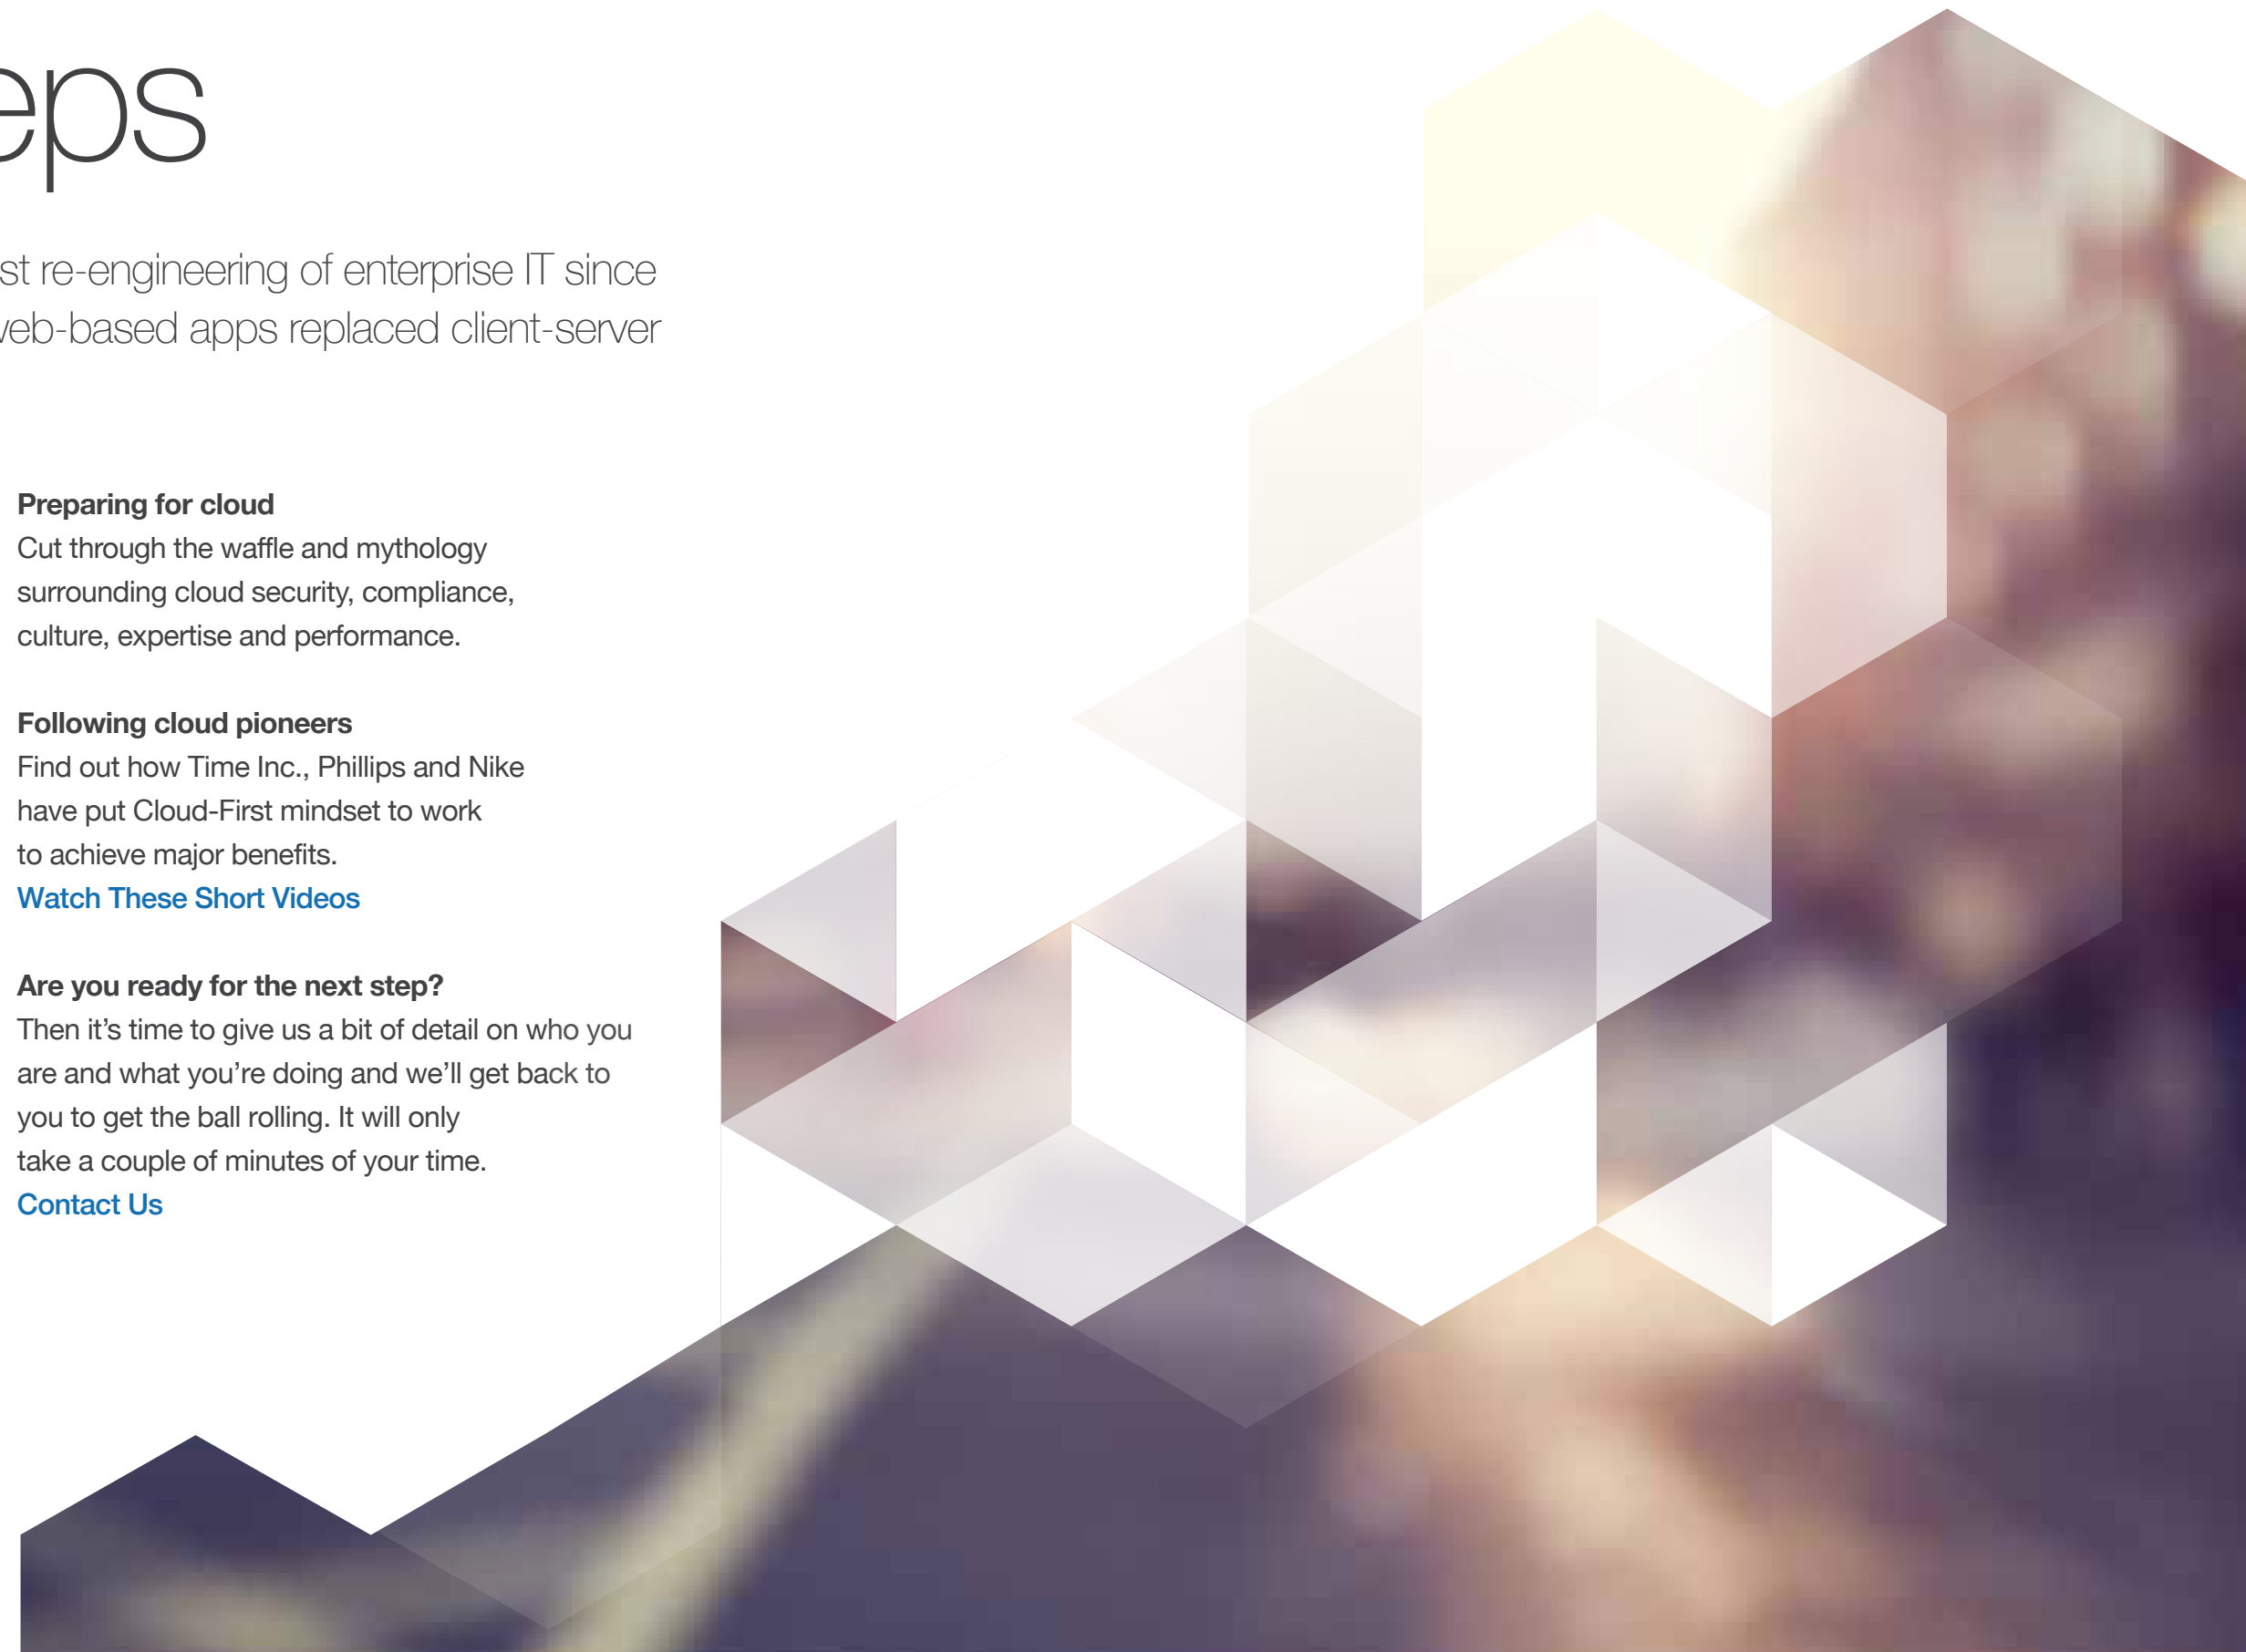 eps
st re-engineering of enterprise IT since
web-based apps replaced client-server
Preparing for cloud
Cut through the waffle and mythology
surrounding cloud security, compliance,
culture, expertise and performance.
Following cloud pioneers
Find out how Time Inc., Phillips and Nike
have put Cloud-First mindset to work
to achieve major benefits.
Watch These Short Videos
Are you ready for the next step?
Then it’s time to give us a bit of detail on who you
are and what you’re doing and we’ll get back to
you to get the ball rolling. It will only
take a couple of minutes of your time.
Contact Us